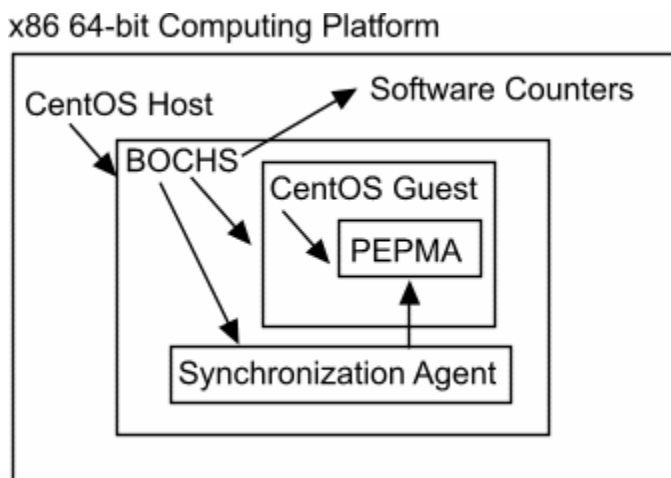 x86 64-bit Computing Platform
CentOS Host
Software Counters
BOCHS
CentOS Guest
PEPMA
Synchronization Agent